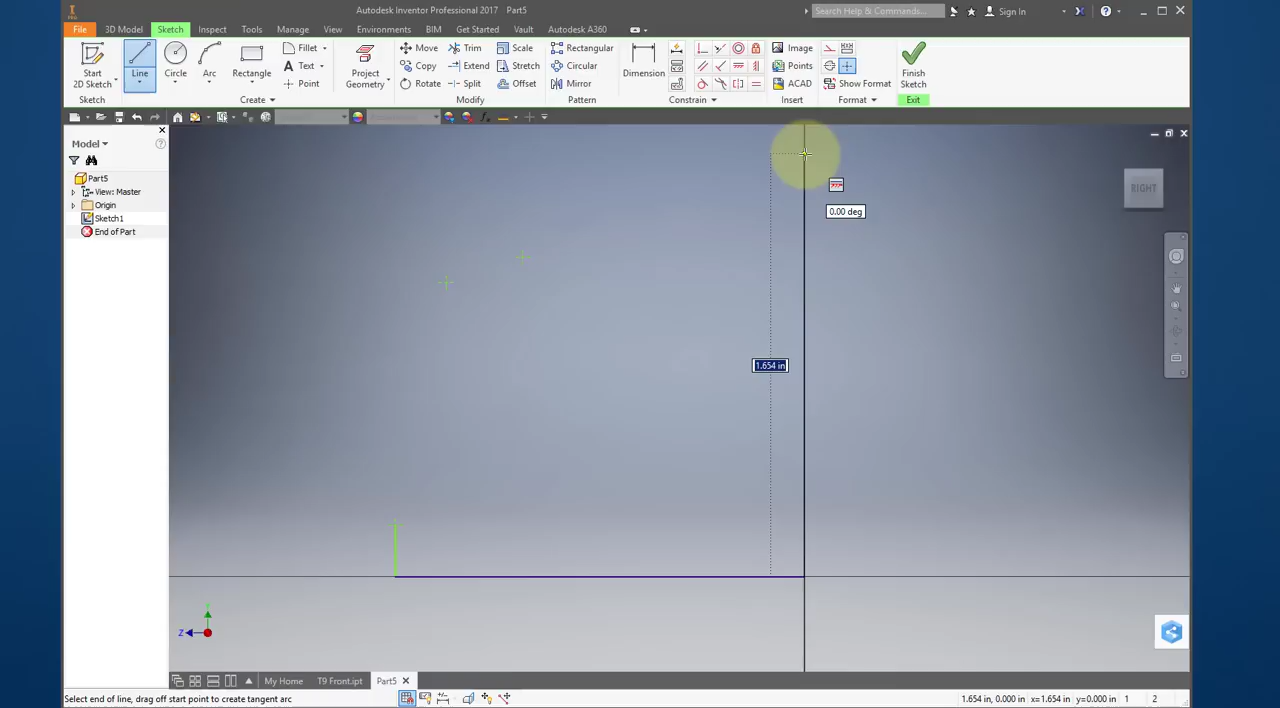 Autodesk Inventor Professional 2017 Part5
Search Help & Commands...
Sign In
PRO
File 3D Model Sketch Inspect Tools Manage View Environments BIM Get Started Vault Autodesk A360
Start
2D Sketch
Line
Circle
Arc
Rectangle
Fillet
Text
Point
Project
Geometry
Move
Copy
Rotate
Trim
Extend
Split
Scale
Stretch
Offset
Rectangular
Circular
Mirror
Dimension
Image
Points
ACAD
Show Format
Finish
Sketch
Sketch Create Modify Pattern Constrain Insert Format Exit
Model
Part5
View: Master
Origin
Sketch1
End of Part
RIGHT
0.00 deg
1.654 in
Z
My Home T9 Front.ipt Part5
Select end of line, drag off start point to create tangent arc
1.654 in, 0.000 in x=1.654 in y=0.000 in 1 2